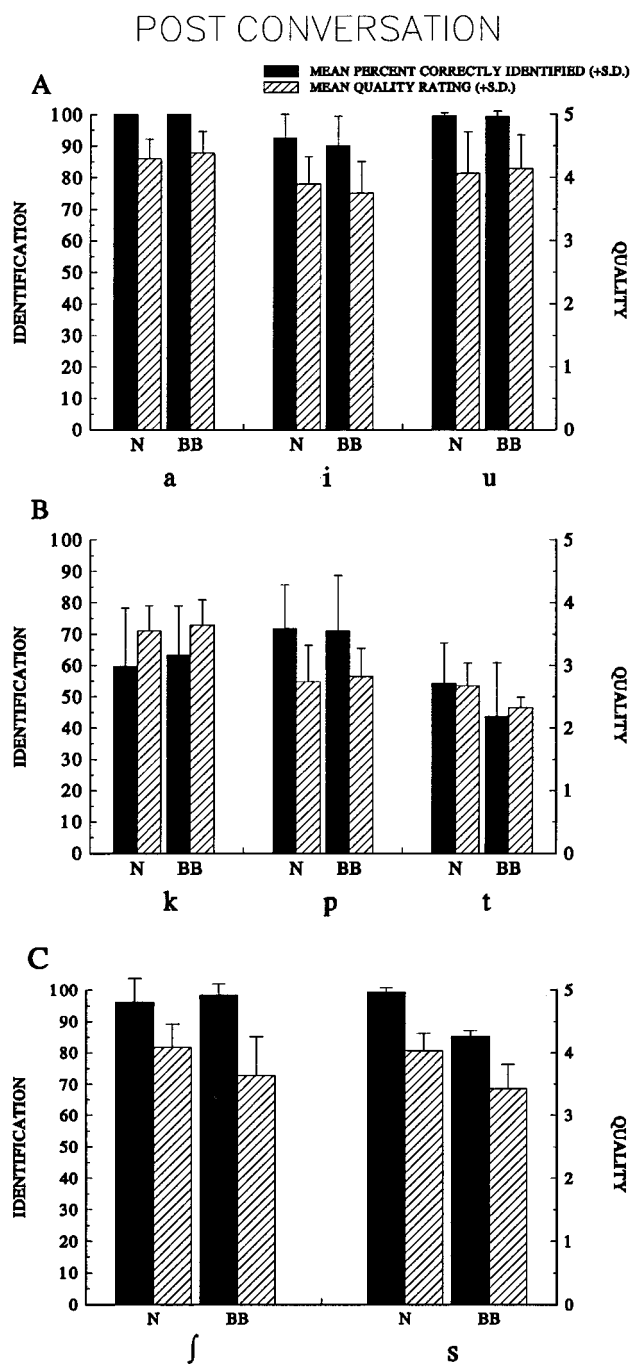 POST CONVERSATION
MEAN PERCENT CORRECTLY IDENTIFIED (+S.D.)
MEAN QUALITY RATING (+S.D.)
A
IDENTIFICATION
100
90
80
70
60
50
40
30
20
10
0
5
4
3
2
1
0
QUALITY
N BB N BB N BB
a i u
B
IDENTIFICATION
100
90
80
70
60
50
40
30
20
10
0
5
4
3
2
1
0
QUALITY
N BB N BB N BB
k p t
C
IDENTIFICATION
100
90
80
70
60
50
40
30
20
10
0
5
4
3
2
1
0
QUALITY
N BB N BB
ʃ s